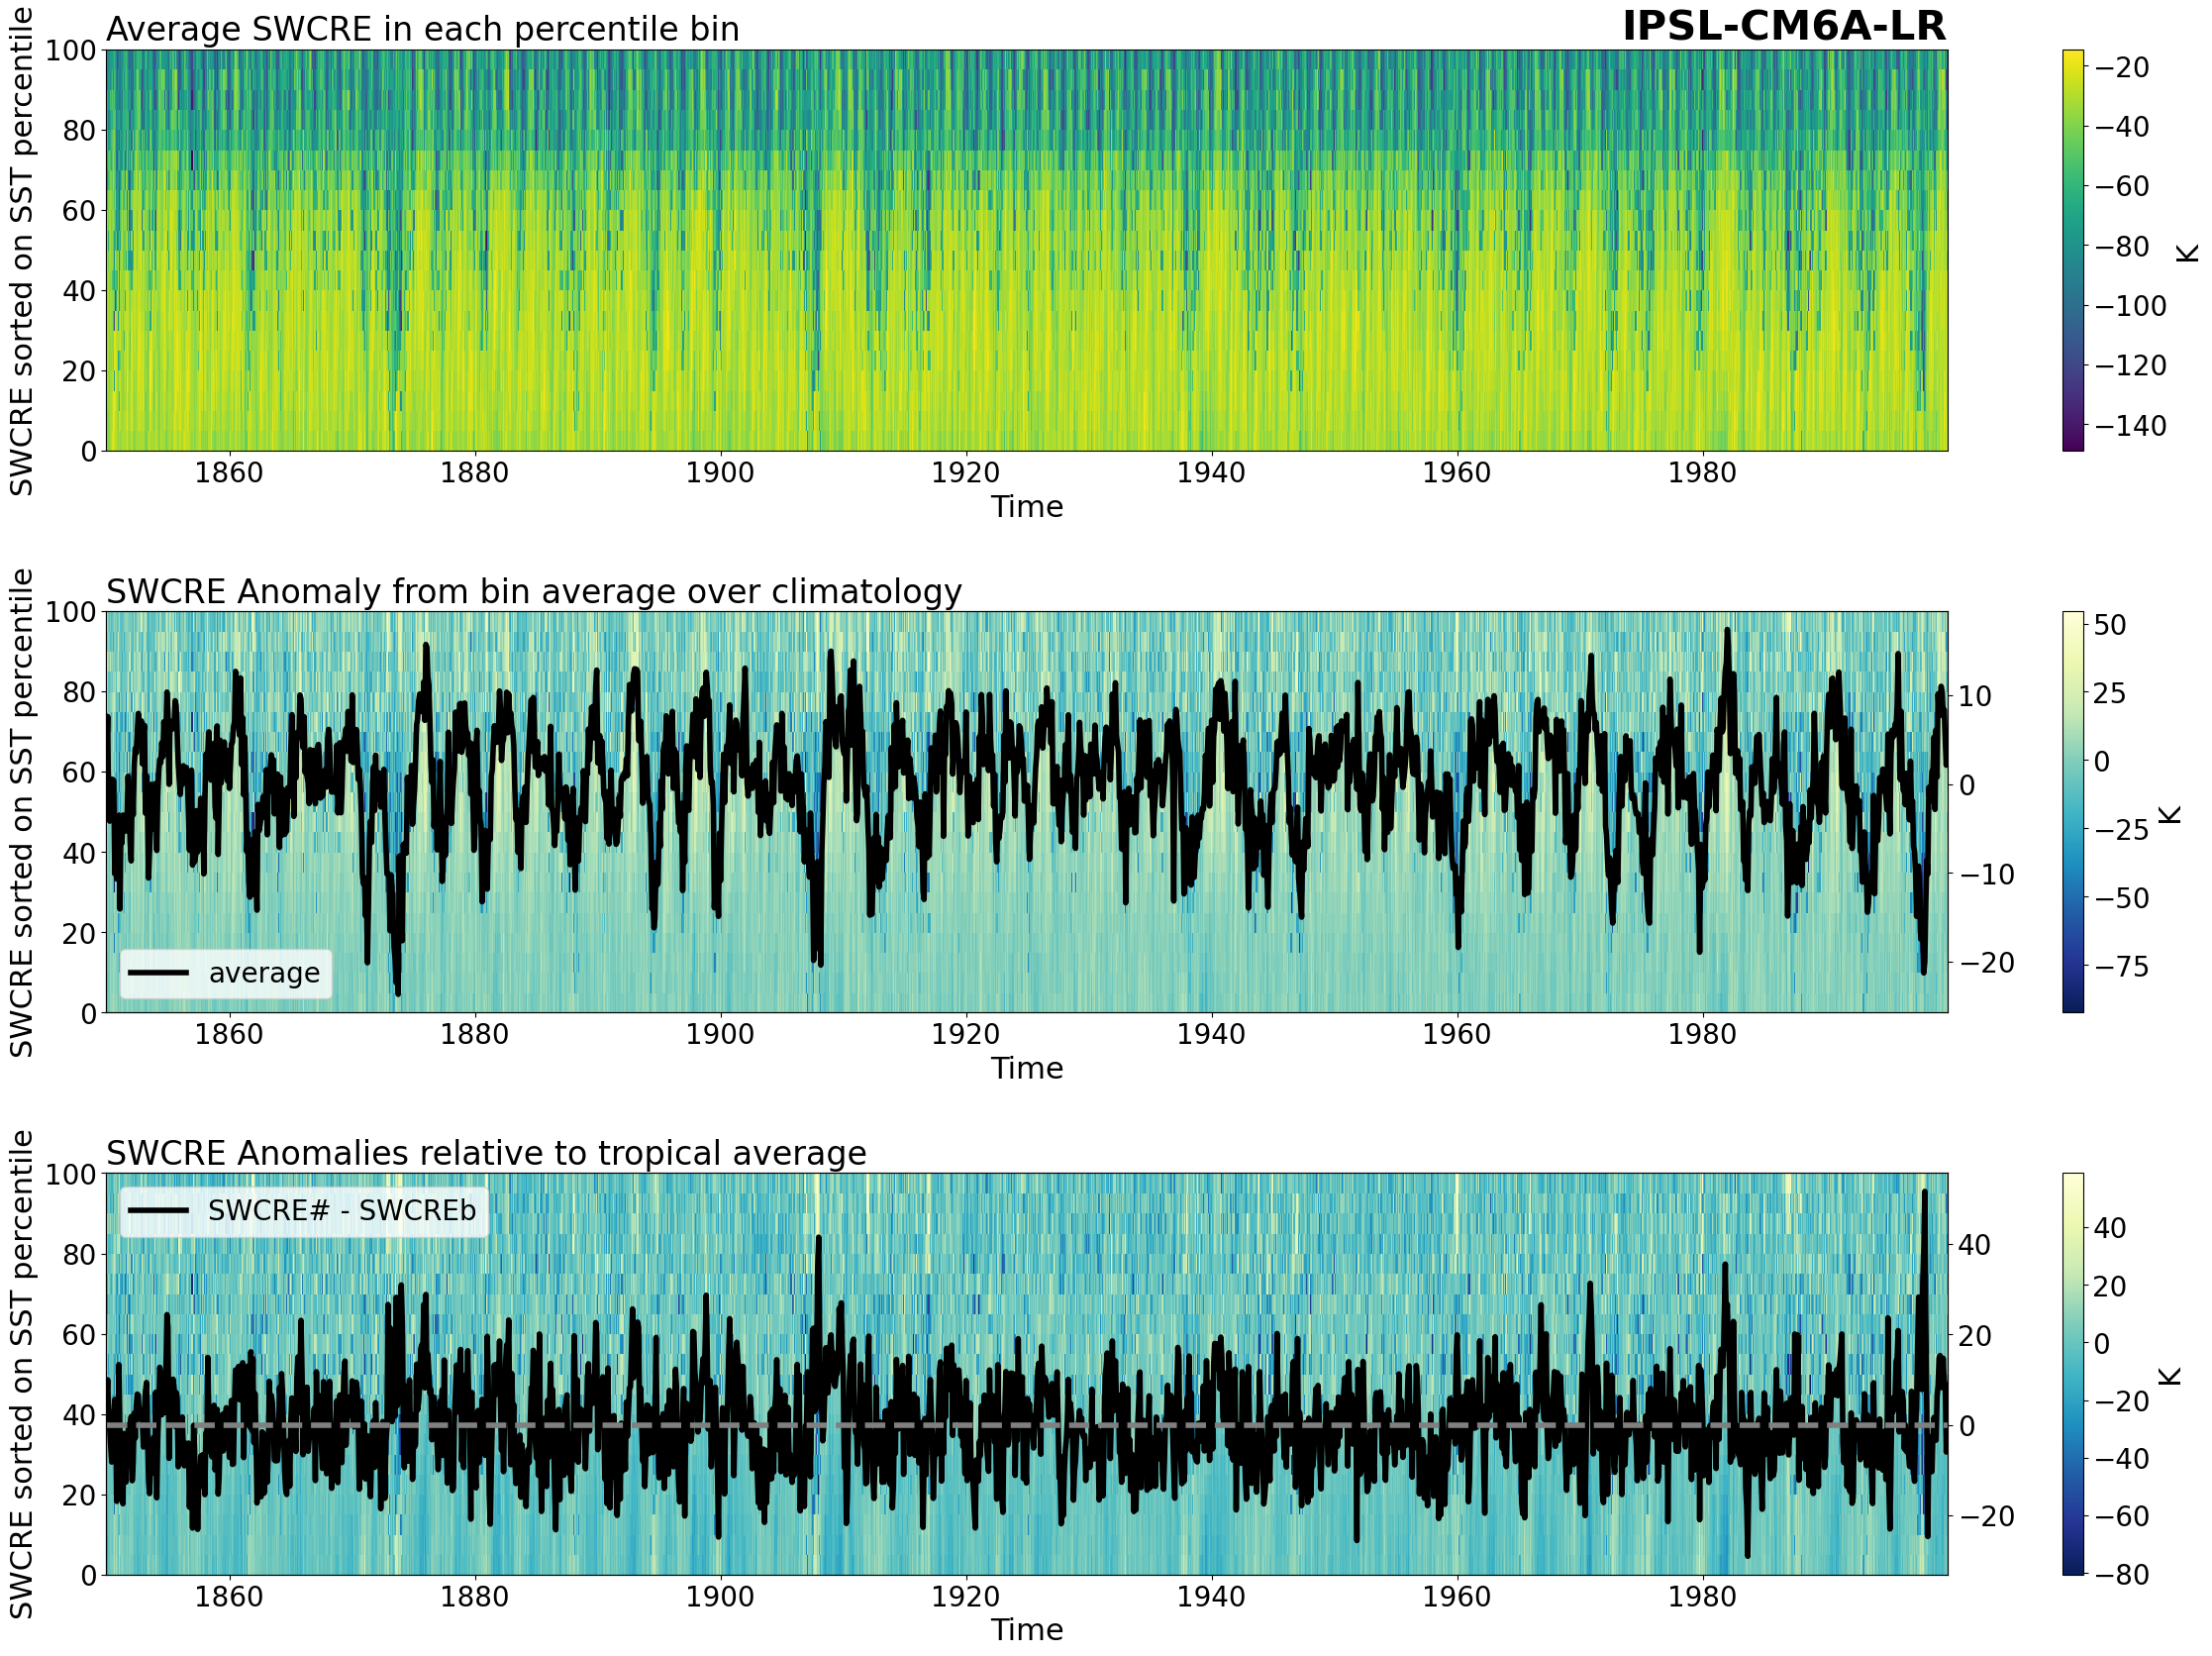 Average SWCRE in each percentile bin
IPSL-CM6A-LR
SWCRE sorted on SST percentile
100
80
60
40
20
0
1860 1880 1900 1920 1940 1960 1980
Time
−20
−40
−60
−80
−100
−120
−140
K
SWCRE Anomaly from bin average over climatology
SWCRE sorted on SST percentile
100
80
60
40
20
0
average
1860 1880 1900 1920 1940 1960 1980
Time
10
0
−10
−20
50
25
0
−25
−50
−75
K
SWCRE Anomalies relative to tropical average
SWCRE sorted on SST percentile
100
80
60
40
20
0
SWCRE# - SWCREb
1860 1880 1900 1920 1940 1960 1980
Time
40
20
0
−20
40
20
0
−20
−40
−60
−80
K